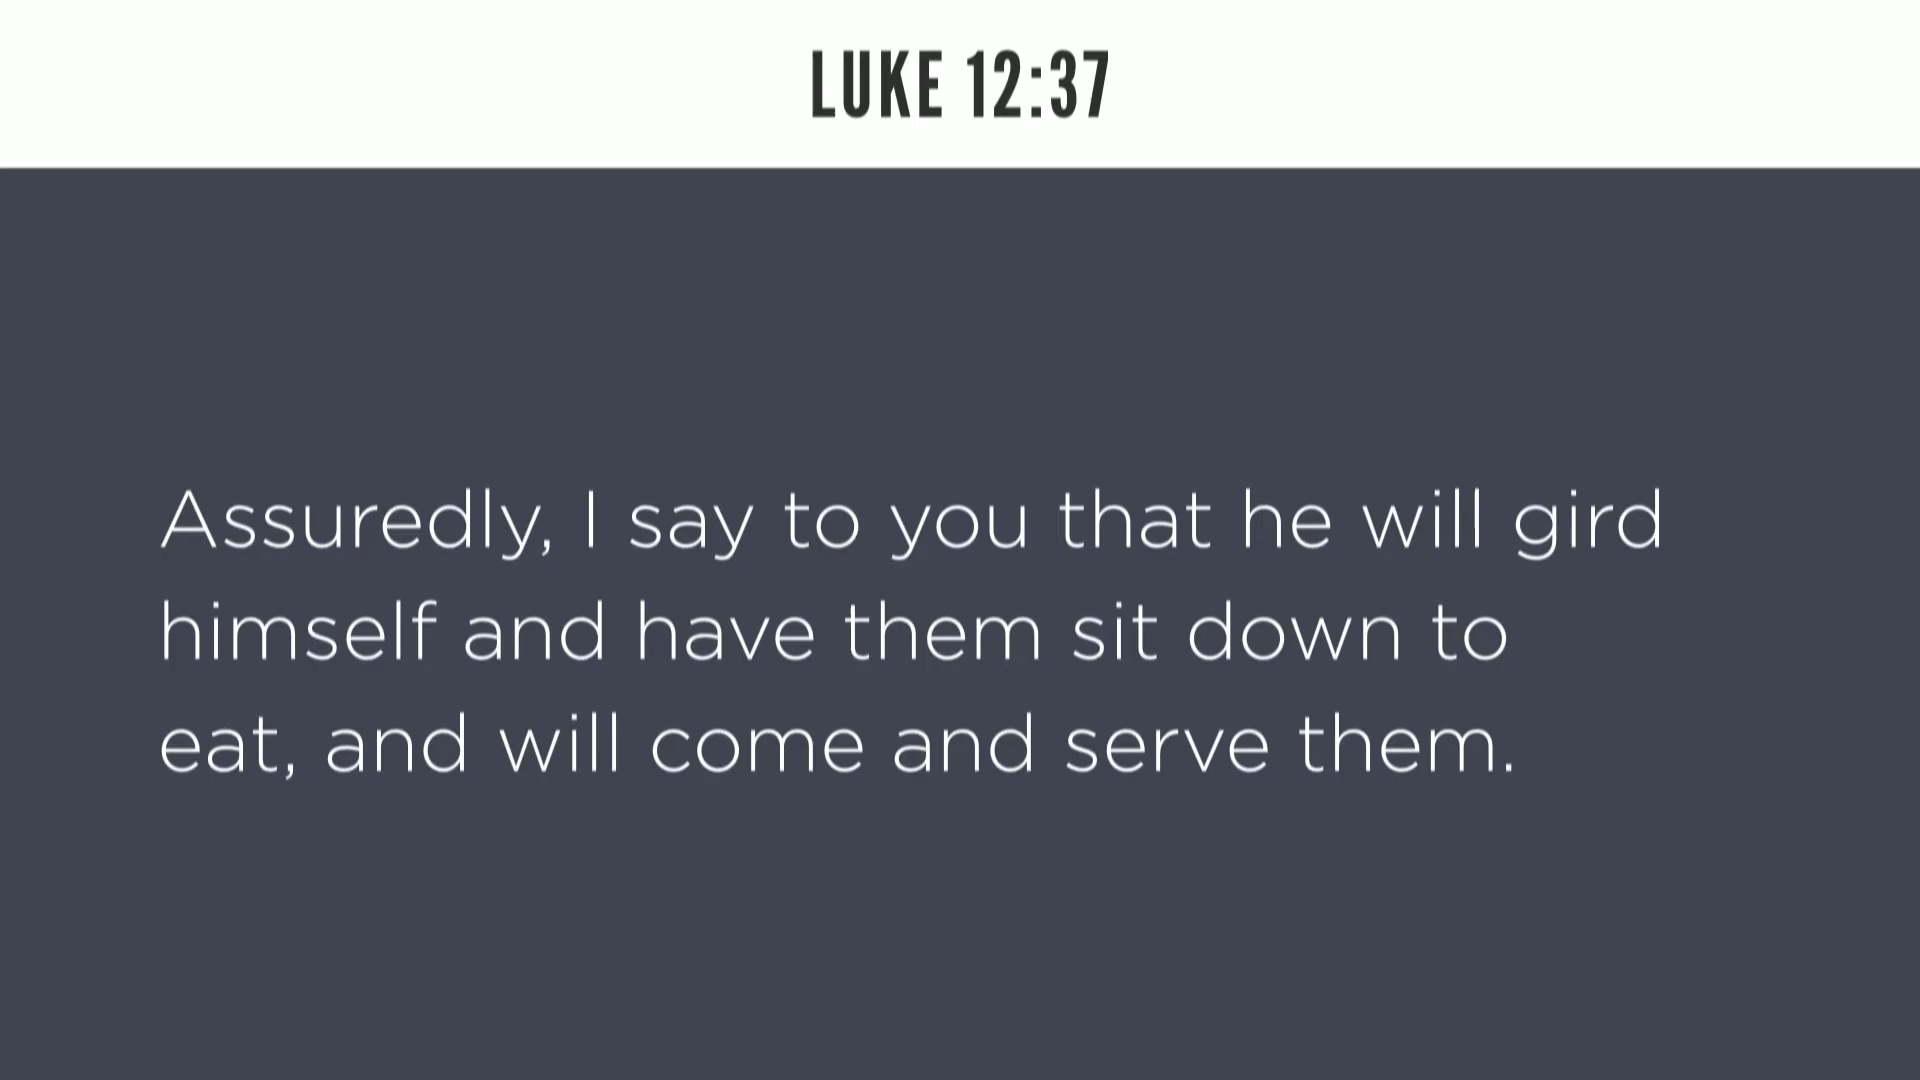 LUKE 12:37
Assuredly, I say to you that he will gird
himself and have them sit down to
eat, and will come and serve them.